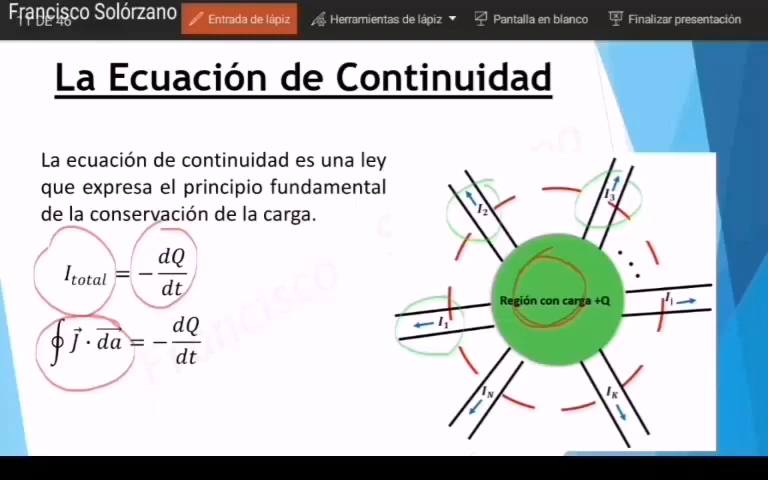 Francisco Solórzano
11 DE 46
Entrada de lápiz
Herramientas de lápiz
Pantalla en blanco
Finalizar presentación
La Ecuación de Continuidad
La ecuación de continuidad es una ley
que expresa el principio fundamental
de la conservación de la carga.
I_total = − dQ/dt
∮ J⃗ · da⃗ = − dQ/dt
I₂
I₃
Región con carga +Q
I₁
I_j
I_N
I_K
Francisco S